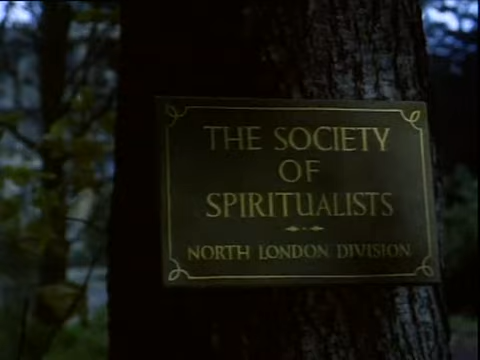 THE SOCIETY
OF
SPIRITUALISTS
NORTH LONDON DIVISION